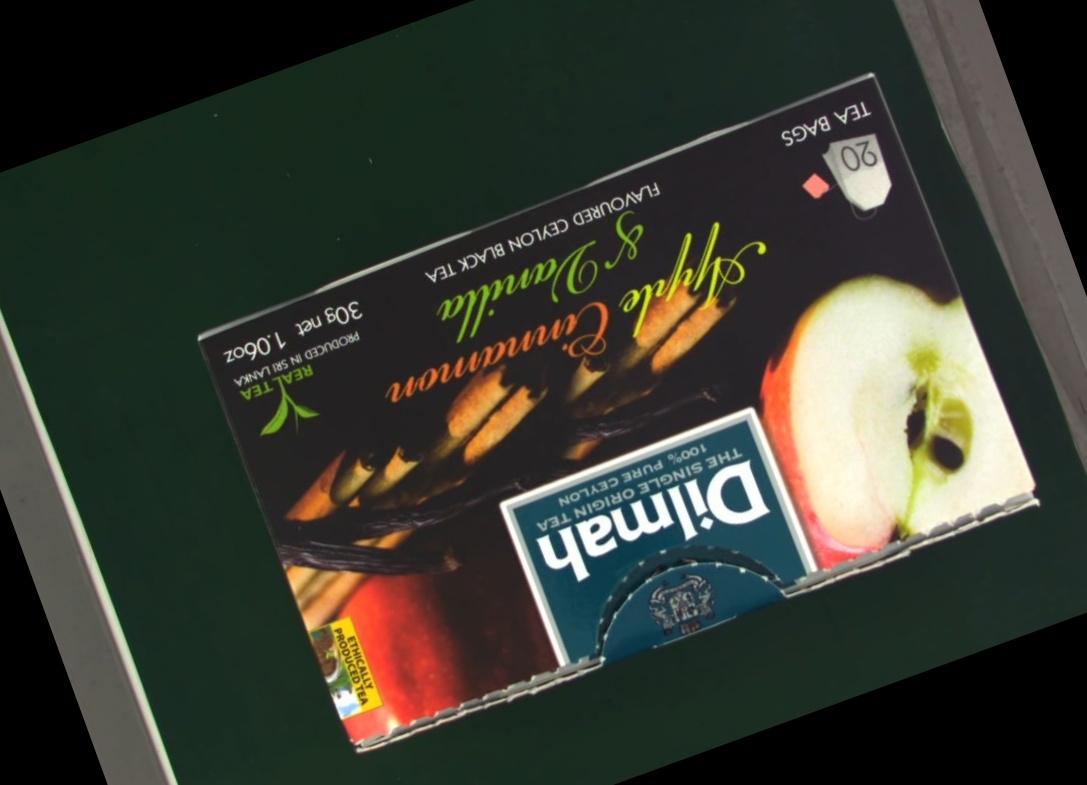 Dilmah
THE SINGLE ORIGIN TEA
100% PURE CEYLON
ETHICALLY
PRODUCED TEA
Apple Cinnamon
& Vanilla
FLAVOURED CEYLON BLACK TEA
20
TEA BAGS
REAL TEA
PRODUCED IN SRI LANKA
30g net 1.06oz